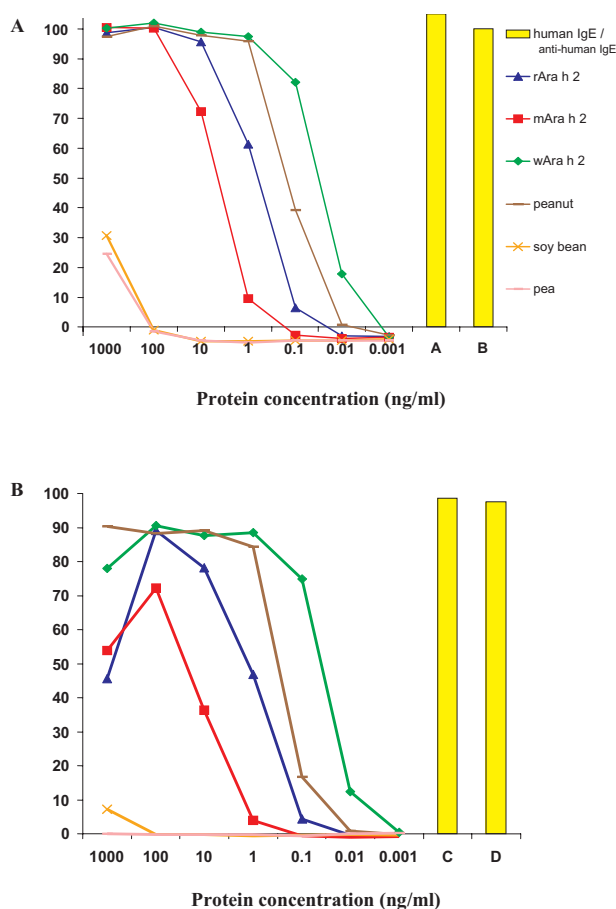 A
100
90
80
70
60
50
40
30
20
10
0
1000 100 10 1 0.1 0.01 0.001 A B
Protein concentration (ng/ml)
human IgE /
anti-human IgE
rAra h 2
mAra h 2
wAra h 2
peanut
soy bean
pea
B
100
90
80
70
60
50
40
30
20
10
0
1000 100 10 1 0.1 0.01 0.001 C D
Protein concentration (ng/ml)